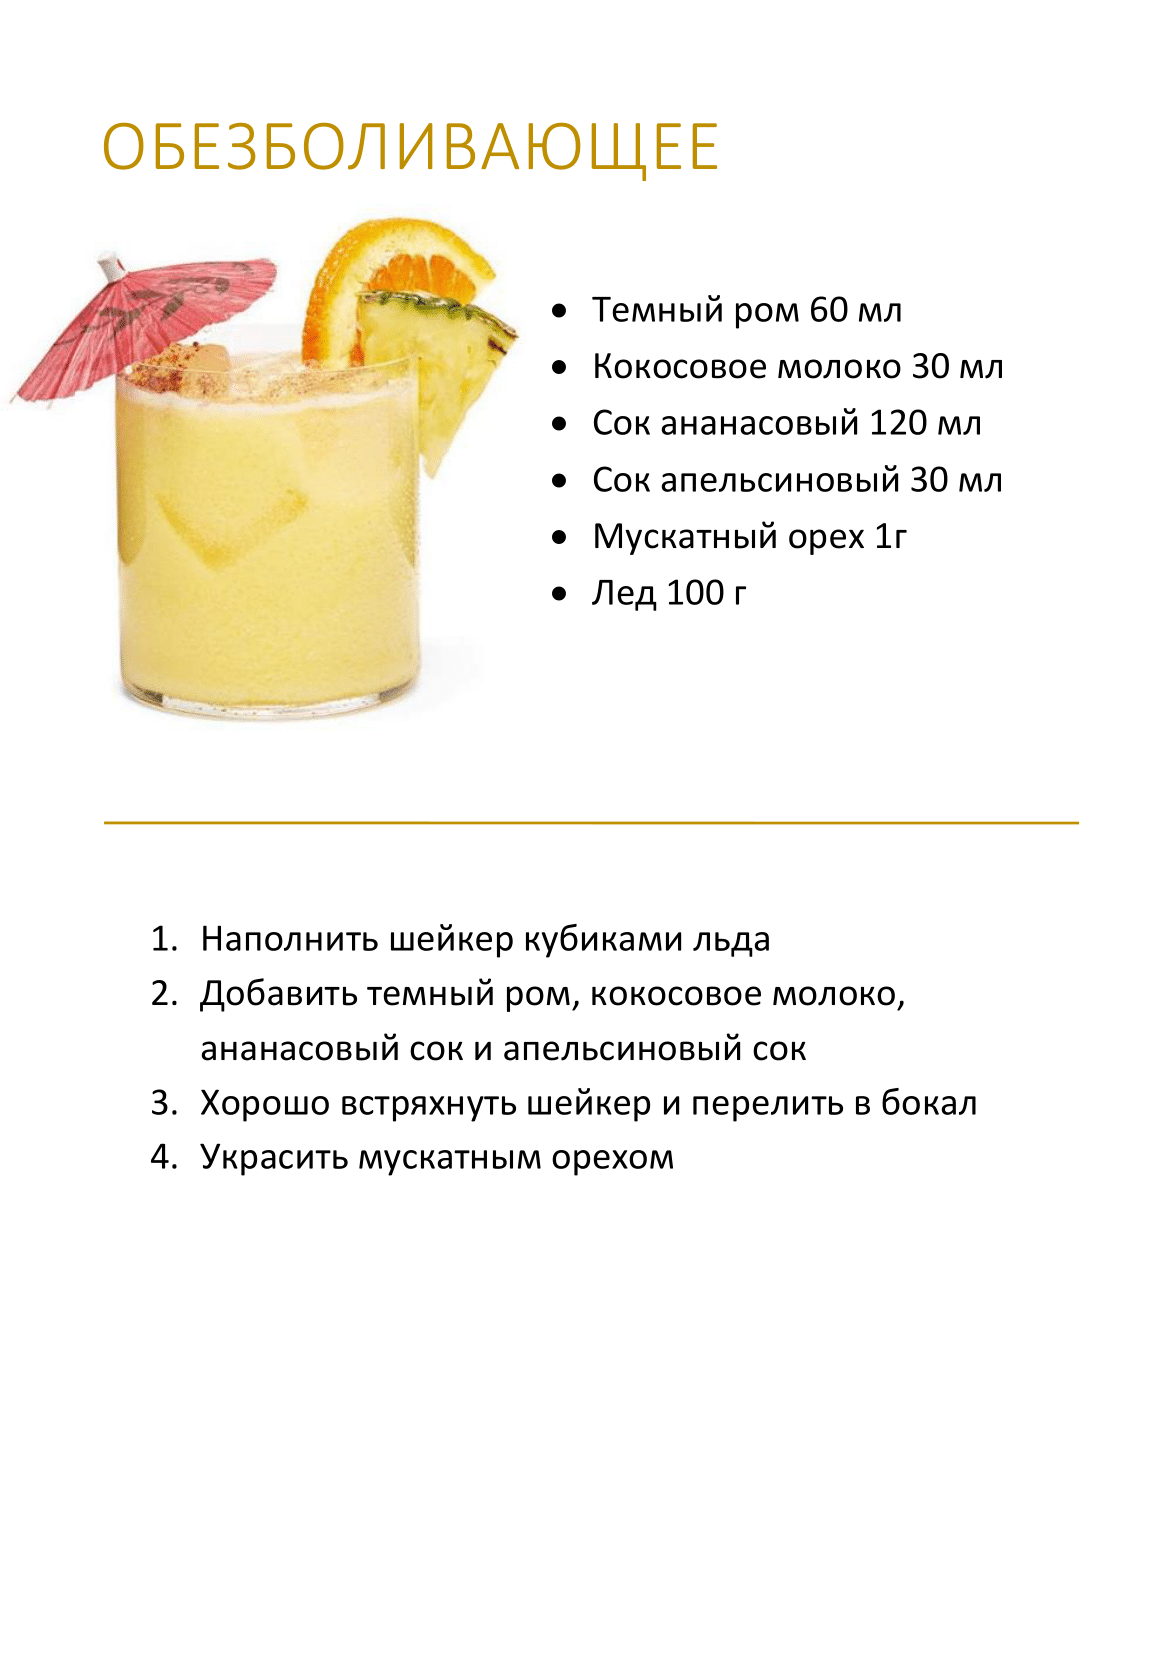 ОБЕЗБОЛИВАЮЩЕЕ
• Темный ром 60 мл
• Кокосовое молоко 30 мл
• Сок ананасовый 120 мл
• Сок апельсиновый 30 мл
• Мускатный орех 1г
• Лед 100 г
1. Наполнить шейкер кубиками льда
2. Добавить темный ром, кокосовое молоко,
ананасовый сок и апельсиновый сок
3. Хорошо встряхнуть шейкер и перелить в бокал
4. Украсить мускатным орехом